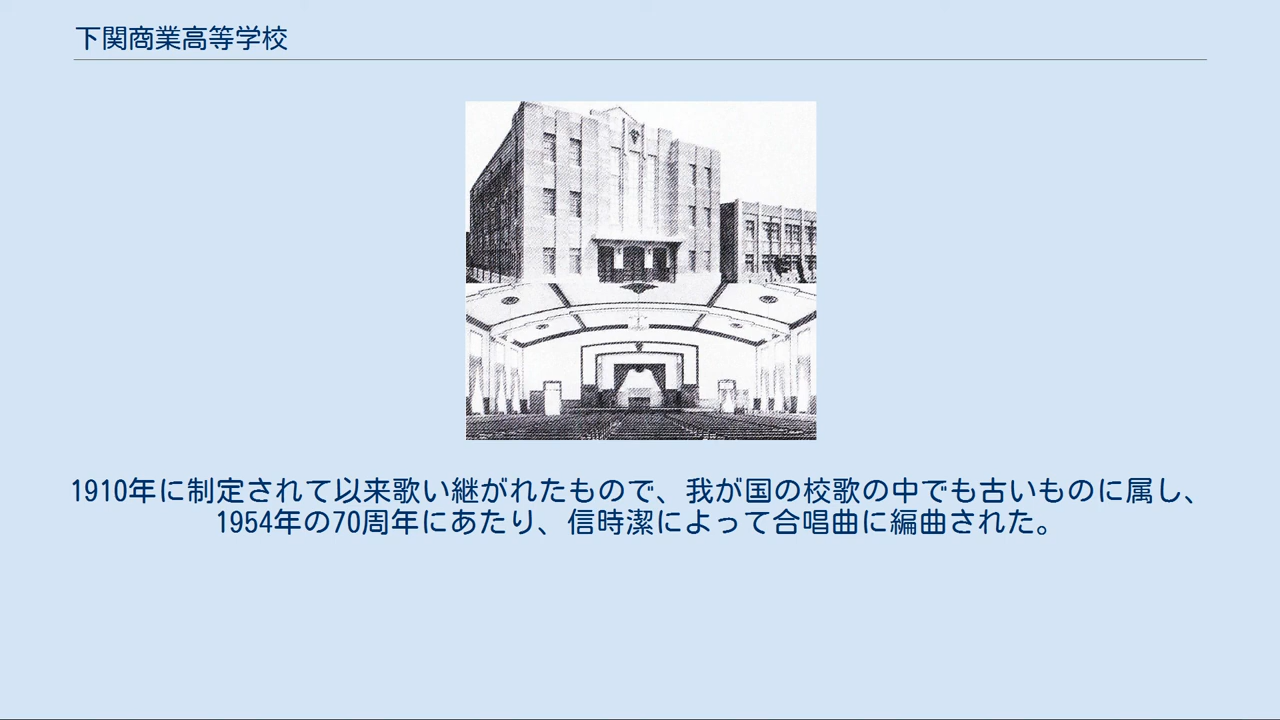 下関商業高等学校
1910年に制定されて以来歌い継がれたもので、我が国の校歌の中でも古いものに属し、
1954年の70周年にあたり、信時潔によって合唱曲に編曲された。